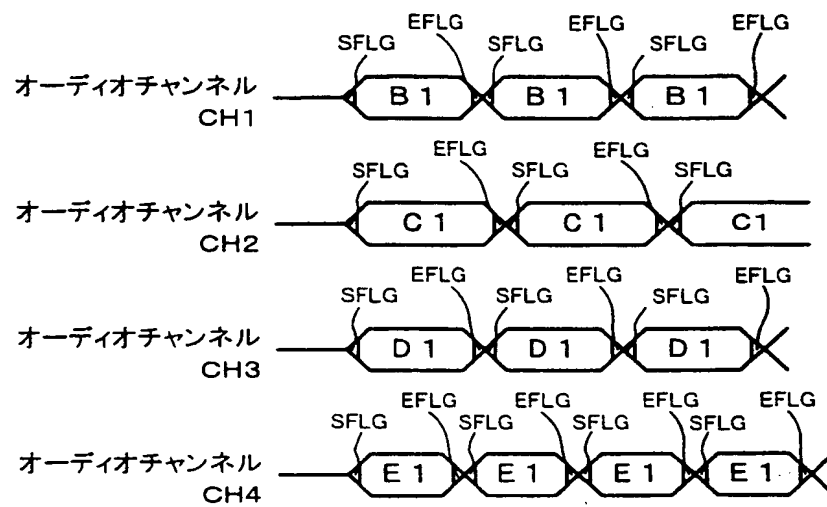 SFLG EFLG SFLG EFLG SFLG EFLG
オーディオチャンネル
CH1
B1 B1 B1
SFLG EFLG SFLG EFLG SFLG
オーディオチャンネル
CH2
C1 C1 C1
SFLG EFLG SFLG EFLG SFLG EFLG
オーディオチャンネル
CH3
D1 D1 D1
SFLG EFLG SFLG EFLG SFLG EFLG SFLG EFLG
オーディオチャンネル
CH4
E1 E1 E1 E1